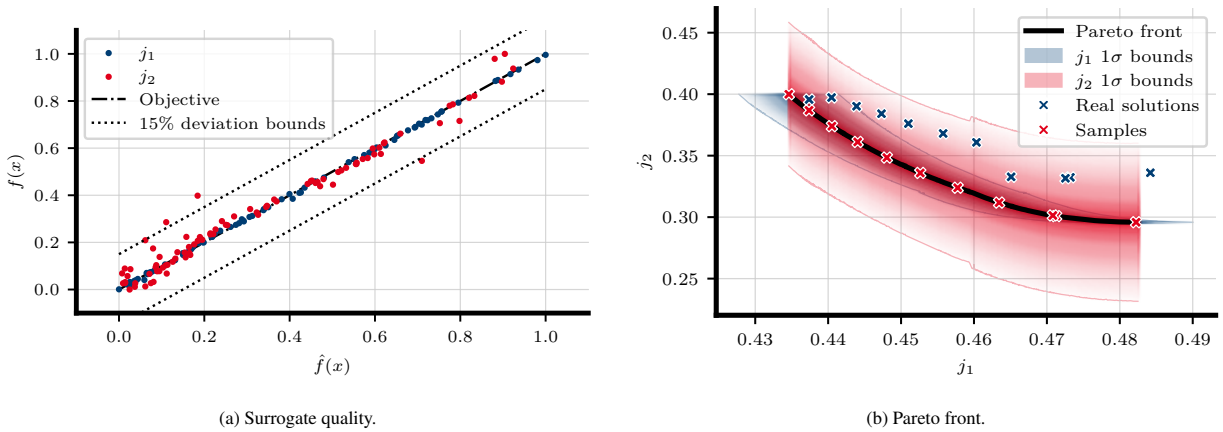 j1
j2
Objective
15% deviation bounds
1.0
0.8
0.6
0.4
0.2
0.0
f(x)
0.0 0.2 0.4 0.6 0.8 1.0
f̂(x)
(a) Surrogate quality.
Pareto front
j1 1σ bounds
j2 1σ bounds
Real solutions
Samples
0.45
0.40
0.35
0.30
0.25
j2
0.43 0.44 0.45 0.46 0.47 0.48 0.49
j1
(b) Pareto front.